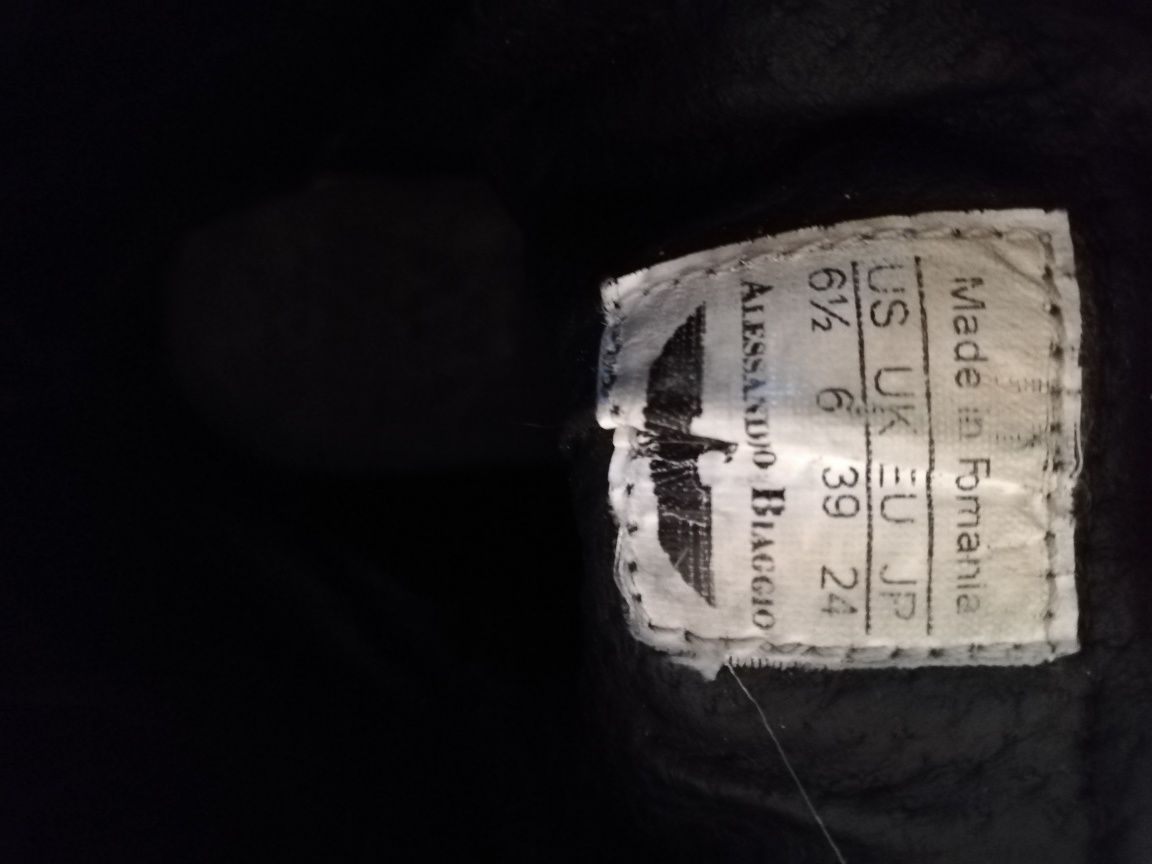 Made in Romania
US UK EU JP
6½ 6 39 24
ALESSANDRO BIAGGIO